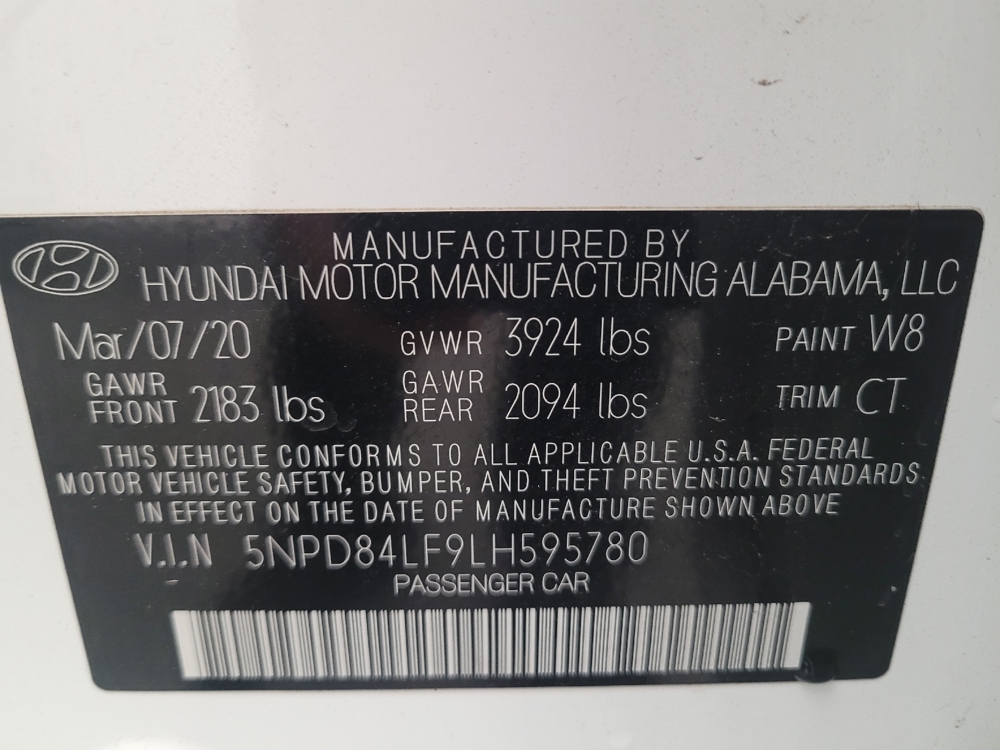 MANUFACTURED BY
HYUNDAI MOTOR MANUFACTURING ALABAMA, LLC
Mar/07/20 GVWR 3924 lbs PAINT W8
GAWR FRONT 2183 lbs GAWR REAR 2094 lbs TRIM CT
THIS VEHICLE CONFORMS TO ALL APPLICABLE U.S.A. FEDERAL
MOTOR VEHICLE SAFETY, BUMPER, AND THEFT PREVENTION STANDARDS
IN EFFECT ON THE DATE OF MANUFACTURE SHOWN ABOVE
V.I.N 5NPD84LF9LH595780
PASSENGER CAR